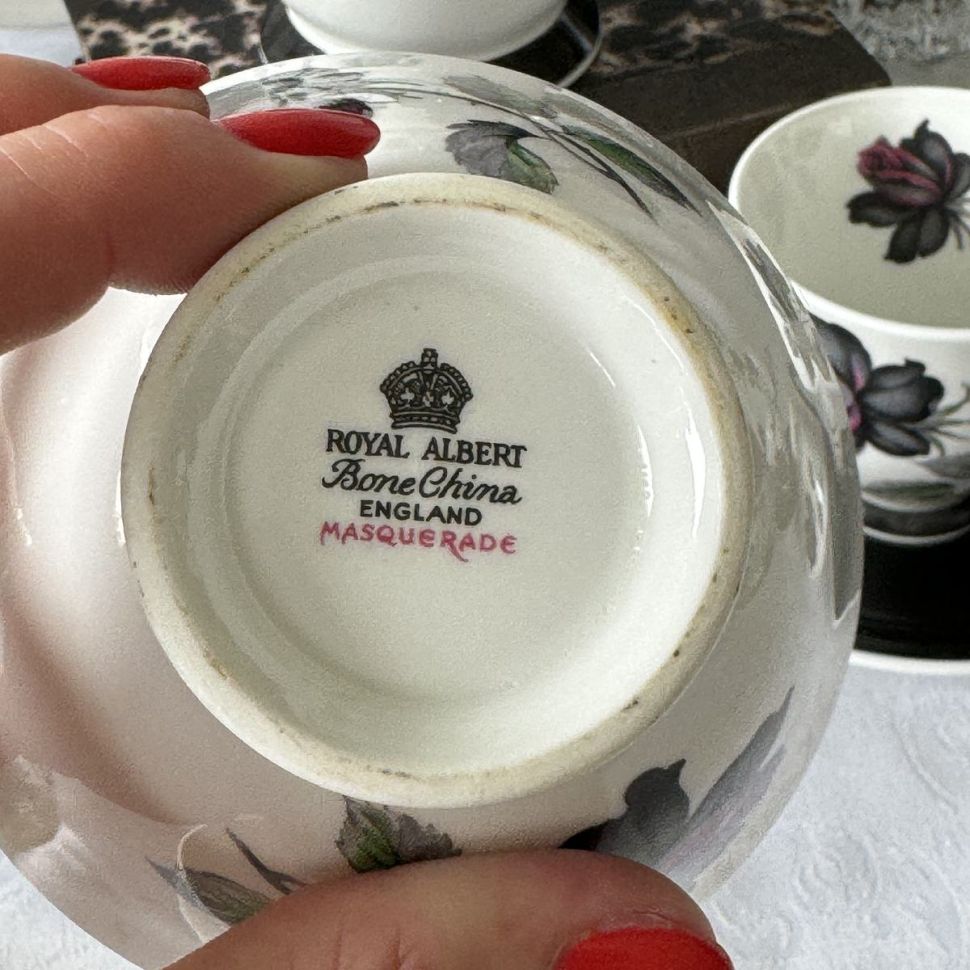 ROYAL ALBERT
Bone China
ENGLAND
MASQUERADE